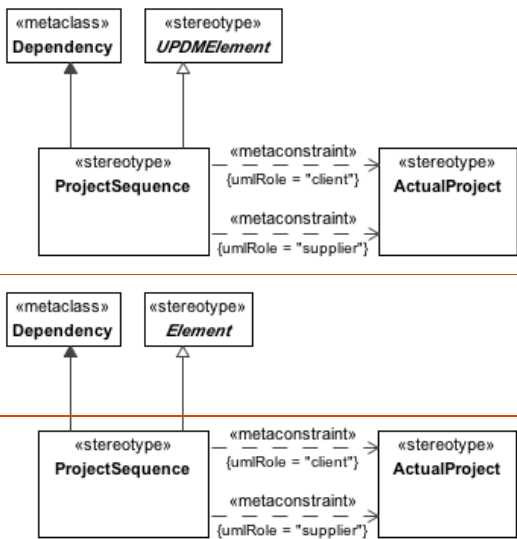 «metaclass» «stereotype»
Dependency UPDMElement
«stereotype» «metaconstraint» «stereotype»
ProjectSequence {umlRole = "client"} ActualProject
«metaconstraint»
{umlRole = "supplier"}
«metaclass» «stereotype»
Dependency Element
«stereotype» «metaconstraint» «stereotype»
ProjectSequence {umlRole = "client"} ActualProject
«metaconstraint»
{umlRole = "supplier"}